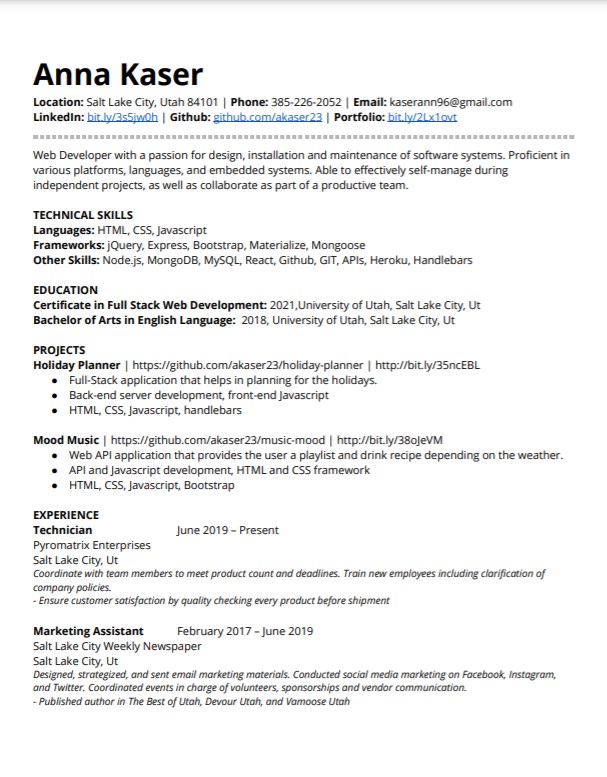 Anna Kaser
Location: Salt Lake City, Utah 84101 | Phone: 385-226-2052 | Email: kaserann96@gmail.com
LinkedIn: bit.ly/3s5jw0h | Github: github.com/akaser23 | Portfolio: bit.ly/2Lx1ovt
Web Developer with a passion for design, installation and maintenance of software systems. Proficient in
various platforms, languages, and embedded systems. Able to effectively self-manage during
independent projects, as well as collaborate as part of a productive team.
TECHNICAL SKILLS
Languages: HTML, CSS, Javascript
Frameworks: jQuery, Express, Bootstrap, Materialize, Mongoose
Other Skills: Node.js, MongoDB, MySQL, React, Github, GIT, APIs, Heroku, Handlebars
EDUCATION
Certificate in Full Stack Web Development: 2021,University of Utah, Salt Lake City, Ut
Bachelor of Arts in English Language: 2018, University of Utah, Salt Lake City, Ut
PROJECTS
Holiday Planner | https://github.com/akaser23/holiday-planner | http://bit.ly/35ncEBL
● Full-Stack application that helps in planning for the holidays.
● Back-end server development, front-end Javascript
● HTML, CSS, Javascript, handlebars
Mood Music | https://github.com/akaser23/music-mood | http://bit.ly/38oJeVM
● Web API application that provides the user a playlist and drink recipe depending on the weather.
● API and Javascript development, HTML and CSS framework
● HTML, CSS, Javascript, Bootstrap
EXPERIENCE
Technician June 2019 – Present
Pyromatrix Enterprises
Salt Lake City, Ut
Coordinate with team members to meet product count and deadlines. Train new employees including clarification of
company policies.
- Ensure customer satisfaction by quality checking every product before shipment
Marketing Assistant February 2017 – June 2019
Salt Lake City Weekly Newspaper
Salt Lake City, Ut
Designed, strategized, and sent email marketing materials. Conducted social media marketing on Facebook, Instagram,
and Twitter. Coordinated events in charge of volunteers, sponsorships and vendor communication.
- Published author in The Best of Utah, Devour Utah, and Vamoose Utah